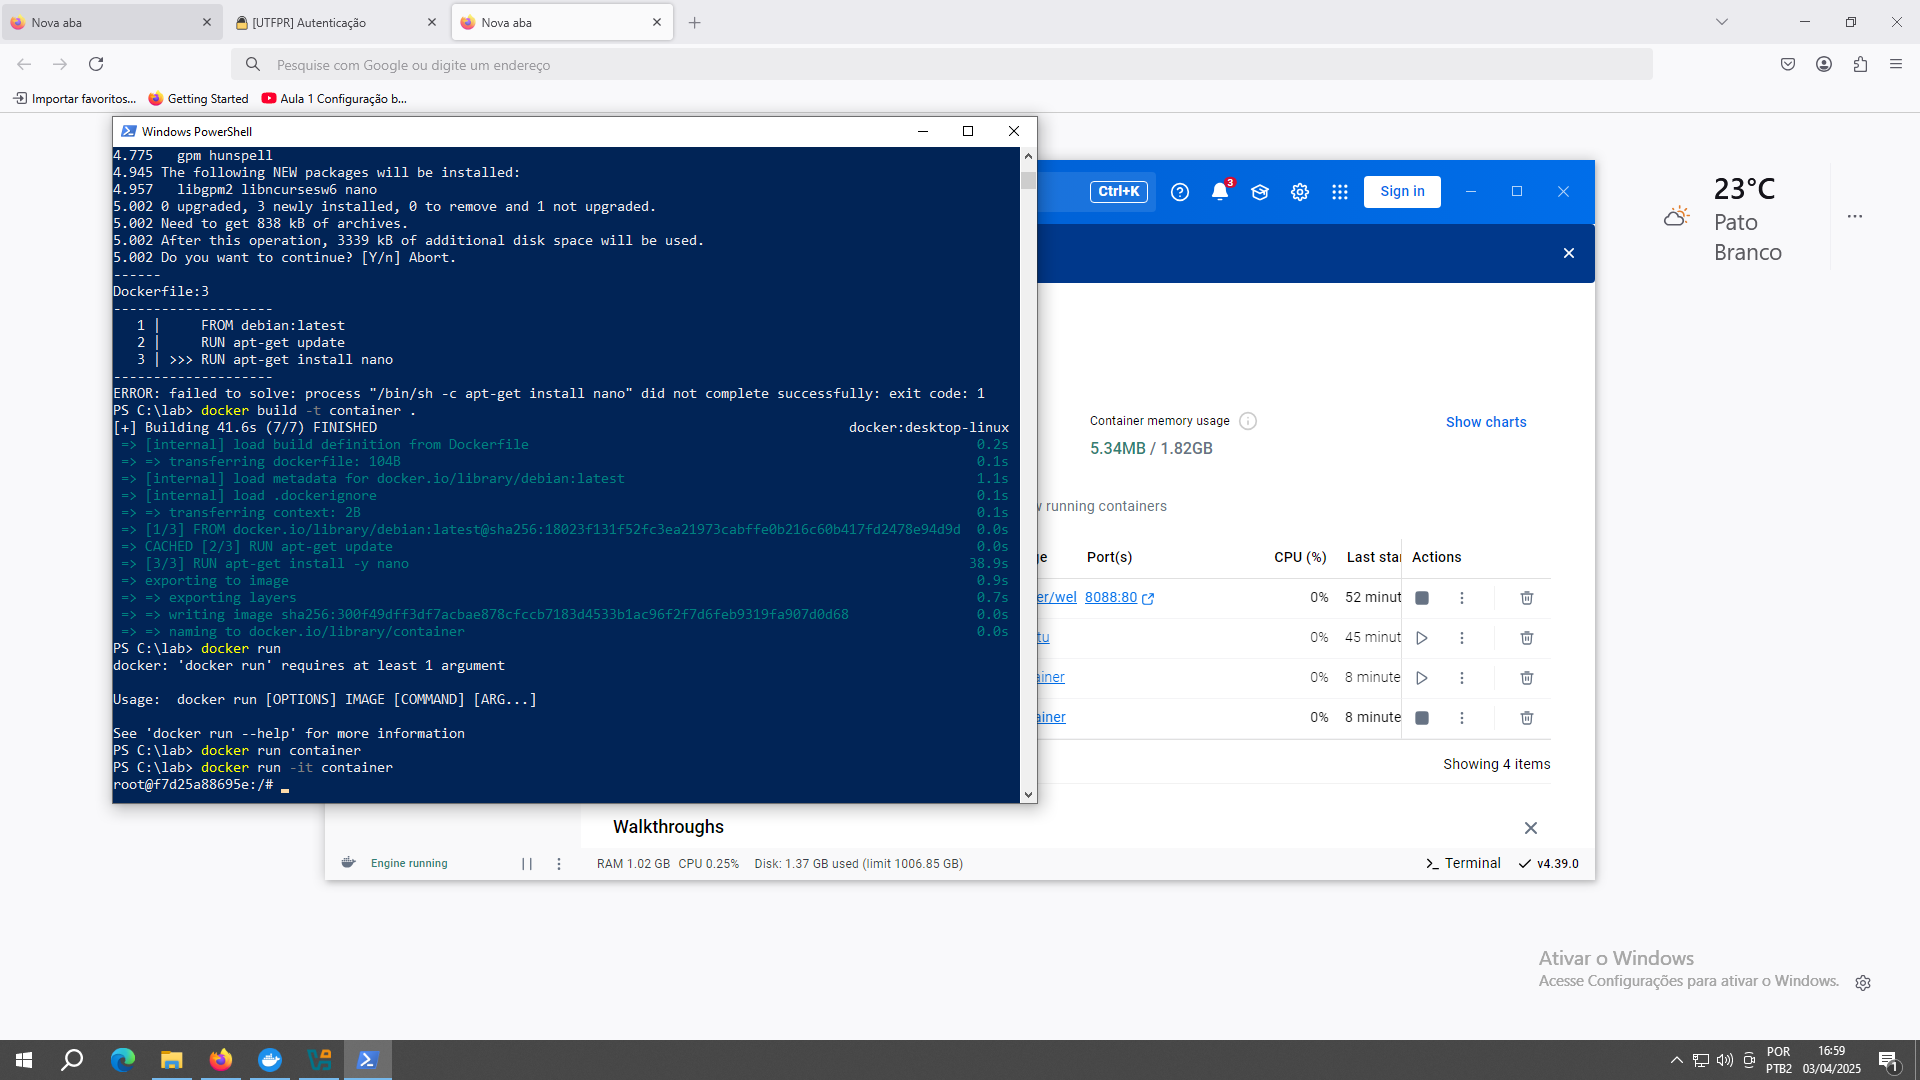 Nova aba
[UTFPR] Autenticação
Nova aba
Pesquise com Google ou digite um endereço
Importar favoritos...
Getting Started
Aula 1 Configuração b...
Windows PowerShell
4.775   gpm hunspell
4.945 The following NEW packages will be installed:
4.957   libgpm2 libncursesw6 nano
5.002 0 upgraded, 3 newly installed, 0 to remove and 1 not upgraded.
5.002 Need to get 838 kB of archives.
5.002 After this operation, 3339 kB of additional disk space will be used.
5.002 Do you want to continue? [Y/n] Abort.
------
Dockerfile:3
--------------------
1 |     FROM debian:latest
2 |     RUN apt-get update
3 | >>> RUN apt-get install nano
--------------------
ERROR: failed to solve: process "/bin/sh -c apt-get install nano" did not complete successfully: exit code: 1
PS C:\lab> docker build -t container .
[+] Building 41.6s (7/7) FINISHED docker:desktop-linux
=> [internal] load build definition from Dockerfile 0.2s
=> => transferring dockerfile: 104B 0.1s
=> [internal] load metadata for docker.io/library/debian:latest 1.1s
=> [internal] load .dockerignore 0.1s
=> => transferring context: 2B 0.1s
=> [1/3] FROM docker.io/library/debian:latest@sha256:18023f131f52fc3ea21973cabffe0b216c60b417fd2478e94d9d 0.0s
=> CACHED [2/3] RUN apt-get update 0.0s
=> [3/3] RUN apt-get install -y nano 38.9s
=> exporting to image 0.9s
=> => exporting layers 0.7s
=> => writing image sha256:300f49dff3df7acbae878cfccb7183d4533b1ac96f2f7d6feb9319fa907d0d68 0.0s
=> => naming to docker.io/library/container 0.0s
PS C:\lab> docker run
docker: 'docker run' requires at least 1 argument
Usage:  docker run [OPTIONS] IMAGE [COMMAND] [ARG...]
See 'docker run --help' for more information
PS C:\lab> docker run container
PS C:\lab> docker run -it container
root@f7d25a88695e:/#
Ctrl+K
3
Sign in
Container memory usage
5.34MB / 1.82GB
Show charts
w running containers
ge Port(s) CPU (%) Last star Actions
er/wel 8088:80 0% 52 minut
tu 0% 45 minut
ainer 0% 8 minute
ainer 0% 8 minute
Showing 4 items
Walkthroughs
Engine running
RAM 1.02 GB CPU 0.25% Disk: 1.37 GB used (limit 1006.85 GB)
Terminal
v4.39.0
23°C
Pato
Branco
Ativar o Windows
Acesse Configurações para ativar o Windows.
POR
PTB2
16:59
03/04/2025
1